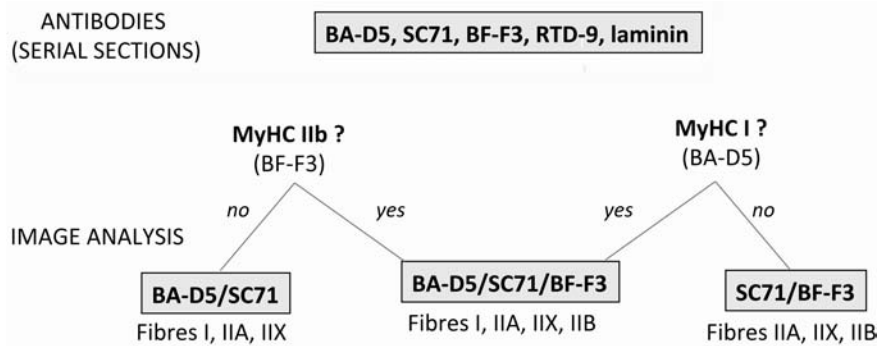 ANTIBODIES
(SERIAL SECTIONS)
BA-D5, SC71, BF-F3, RTD-9, laminin
MyHC IIb ?
(BF-F3)
MyHC I ?
(BA-D5)
no
yes
yes
no
IMAGE ANALYSIS
BA-D5/SC71
BA-D5/SC71/BF-F3
SC71/BF-F3
Fibres I, IIA, IIX
Fibres I, IIA, IIX, IIB
Fibres IIA, IIX, IIB